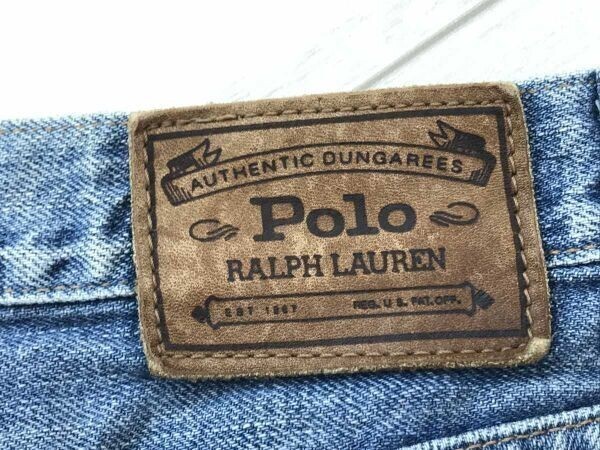 AUTHENTIC DUNGAREES
Polo
RALPH LAUREN
EST 1967 REG. U.S. PAT. OFF.